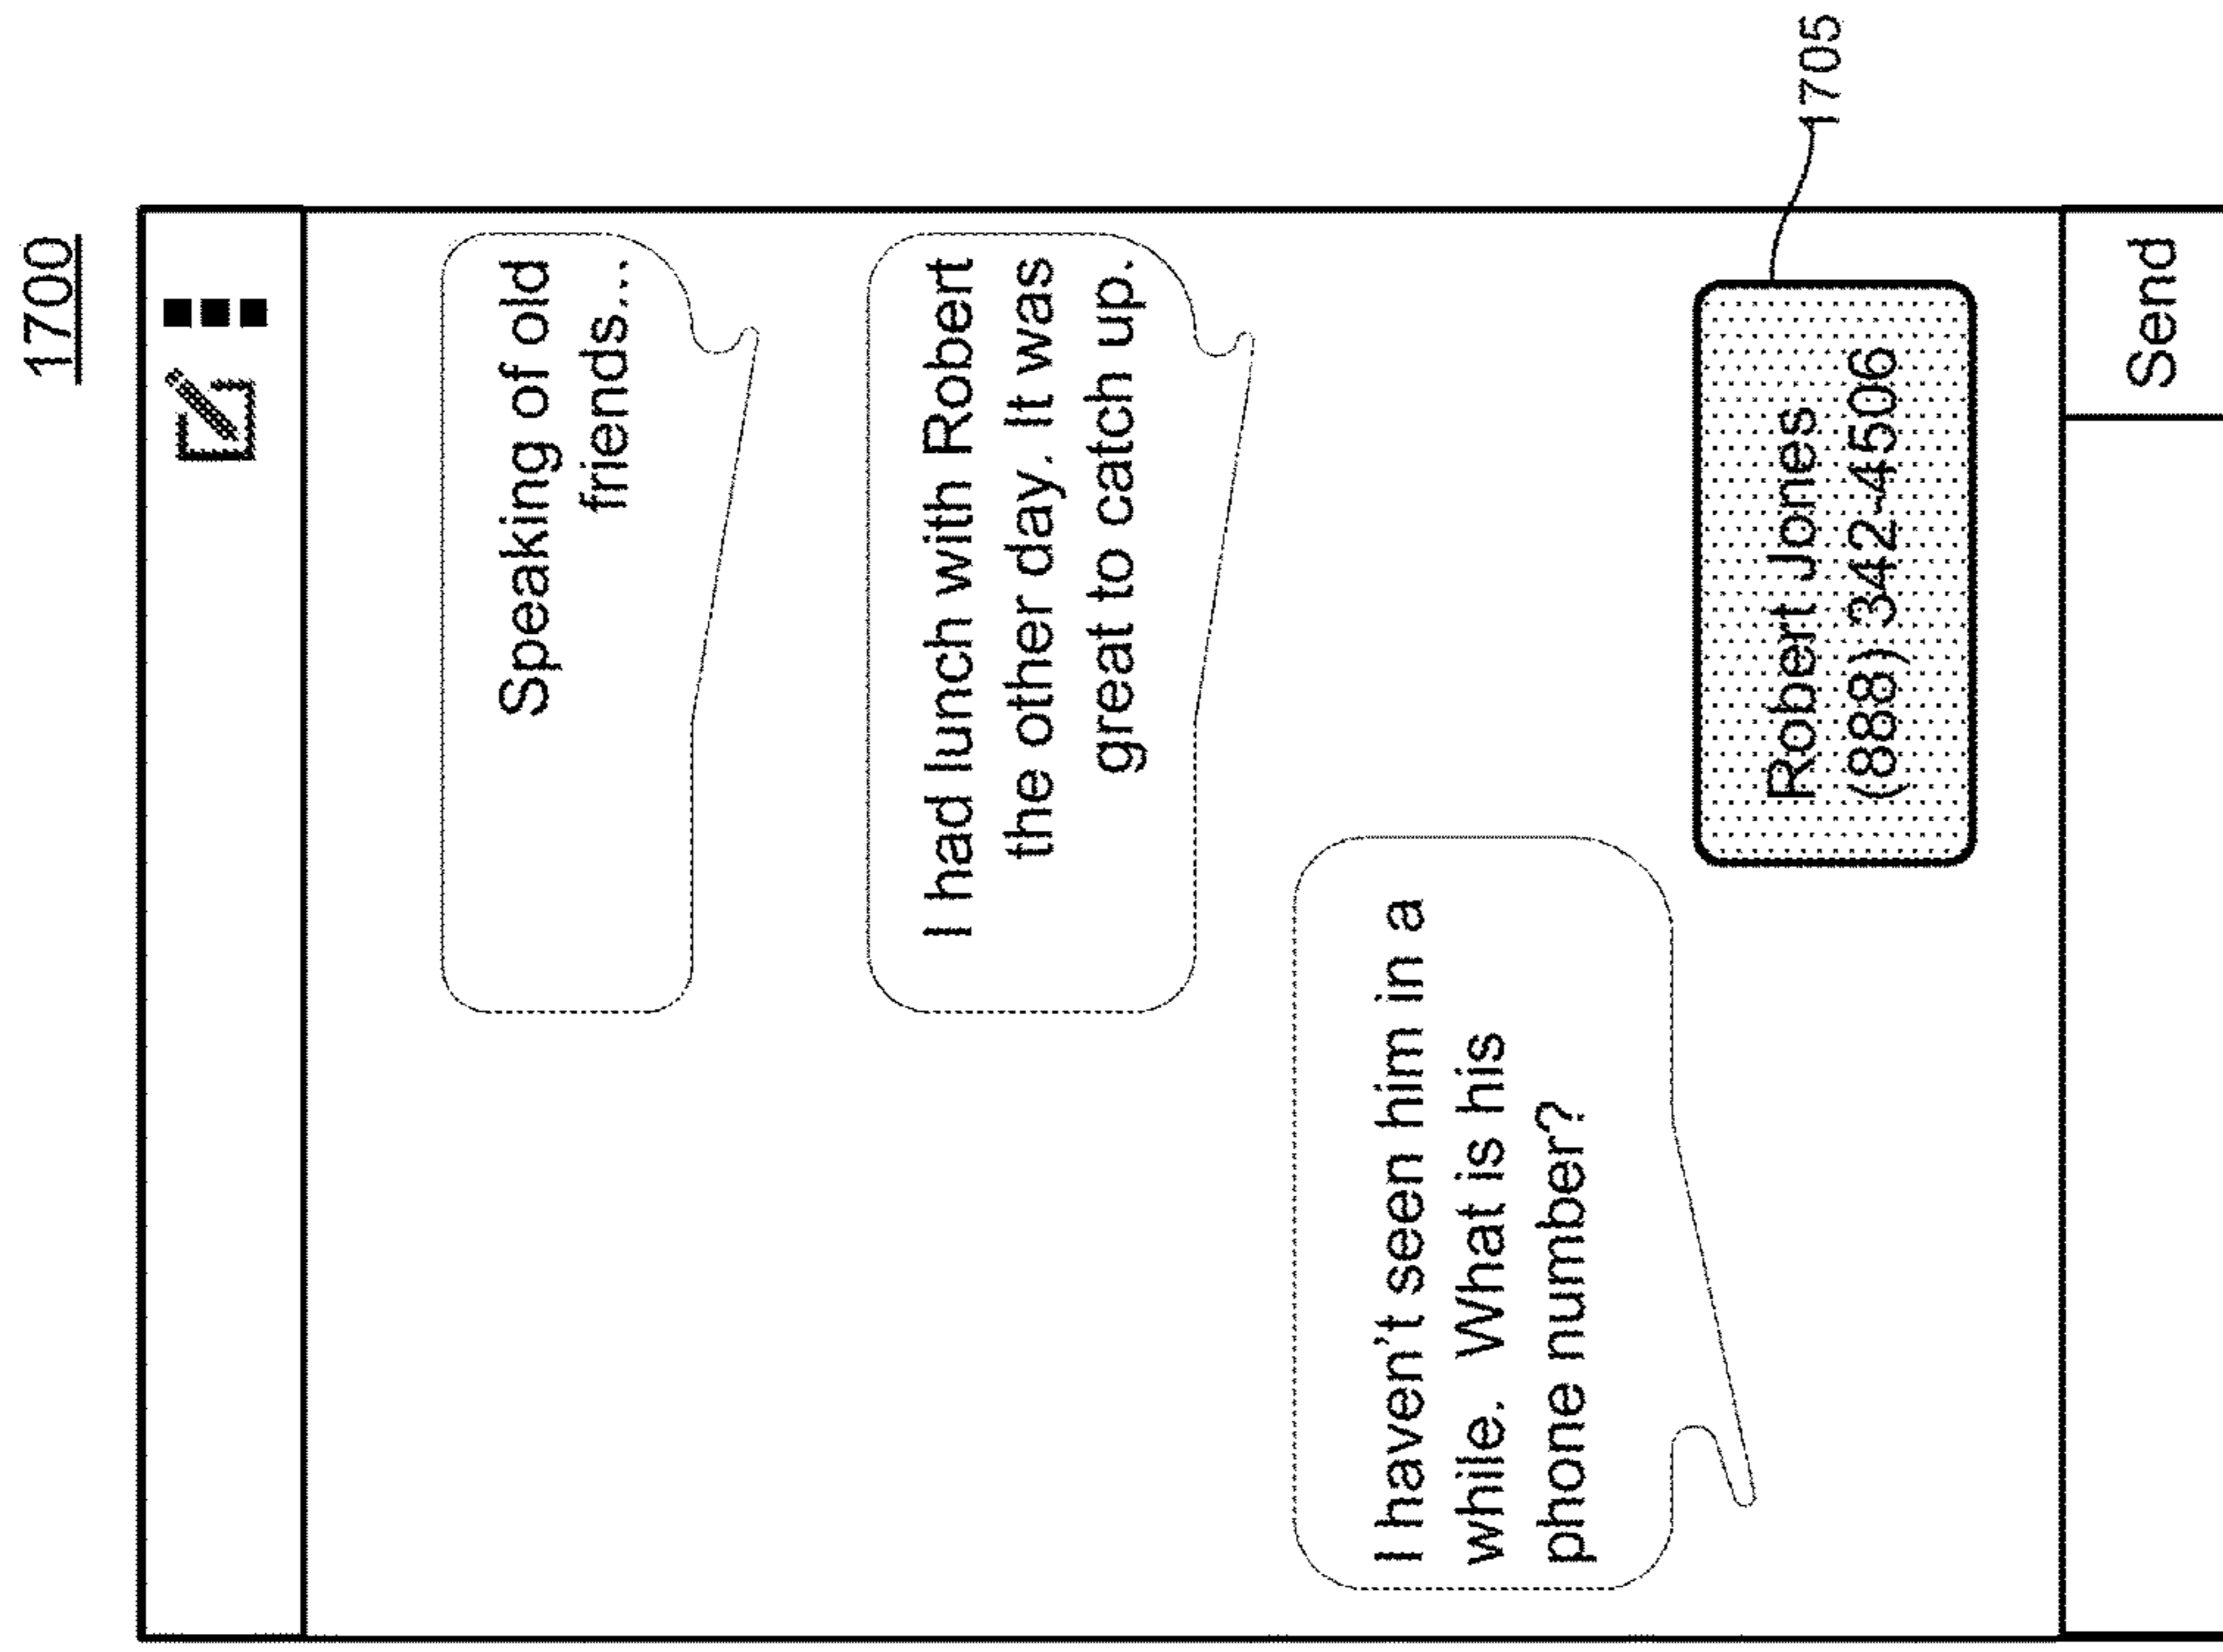 1700
Speaking of old
friends...
I had lunch with Robert
the other day. It was
great to catch up.
I haven't seen him in a
while. What is his
phone number?
Robert Jones
(888) 342-4506
1705
Send